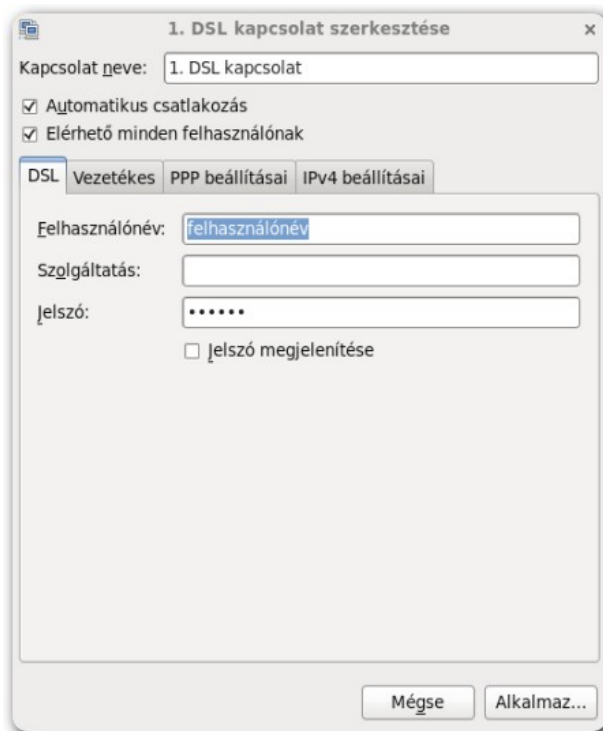 1. DSL kapcsolat szerkesztése
Kapcsolat neve: 1. DSL kapcsolat
Automatikus csatlakozás
Elérhető minden felhasználónak
DSL Vezetékes PPP beállításai IPv4 beállításai
Felhasználónév: felhasználónév
Szolgáltatás:
Jelszó: ••••••
Jelszó megjelenítése
Mégse Alkalmaz...